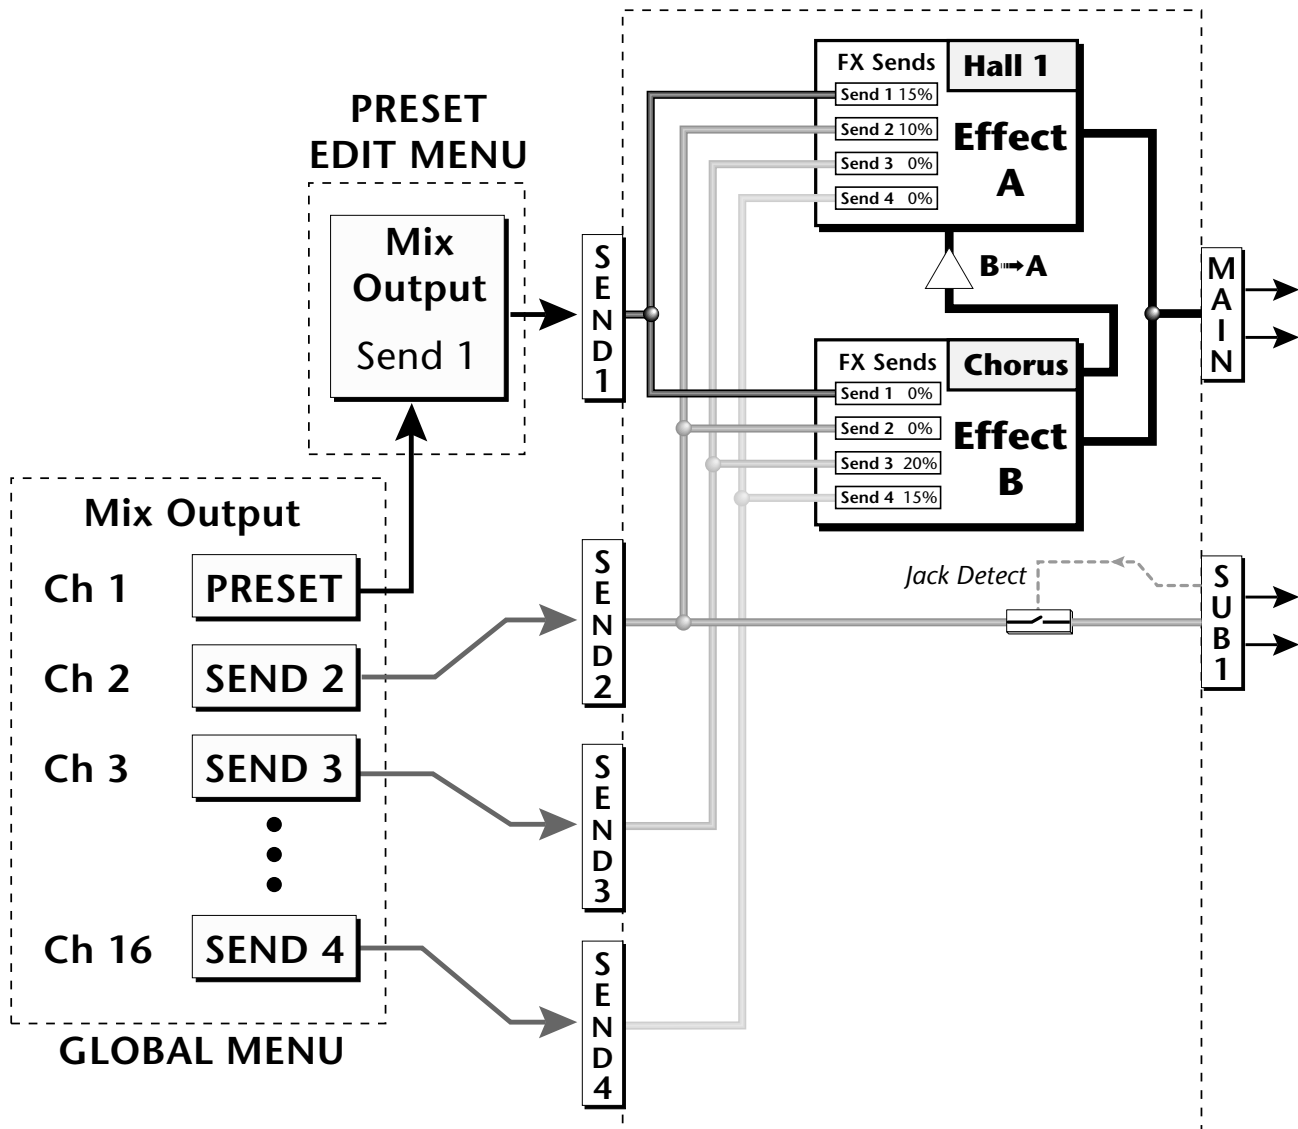 PRESET
EDIT MENU
Mix
Output
Send 1
Mix Output
Ch 1 PRESET
Ch 2 SEND 2
Ch 3 SEND 3
Ch 16 SEND 4
GLOBAL MENU
SEND1
SEND2
SEND3
SEND4
FX Sends
Hall 1
Send 1 15%
Send 2 10%
Send 3 0%
Send 4 0%
Effect
A
B➟A
FX Sends
Chorus
Send 1 0%
Send 2 0%
Send 3 20%
Send 4 15%
Effect
B
Jack Detect
MAIN
SUB1